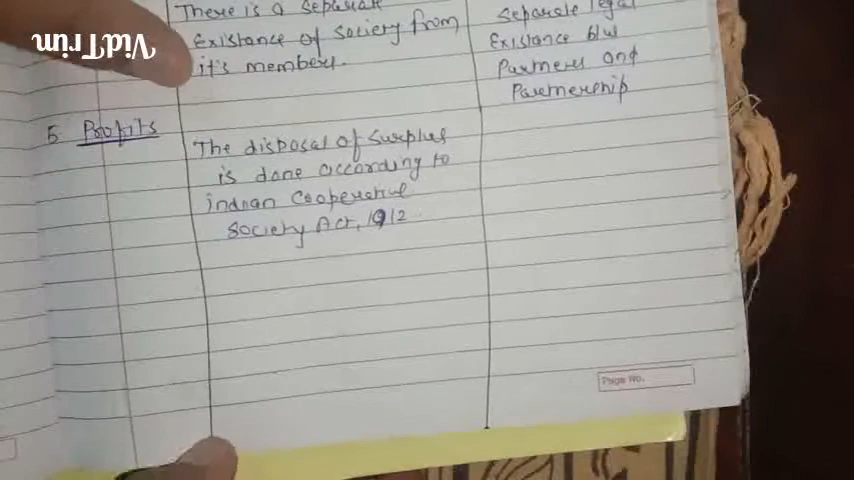 There is a separate
Existance of Society from
it's members.
Separate legal
Existance b/w
Partners and
Partnership
5 Profits
The disposal of surplus
is done according to
indian Cooperative
Society Act, 1912
Page No.
VidTrim